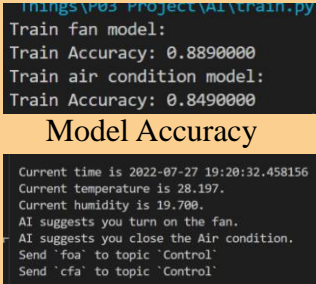 Things\P03 Project\AI\train.py
Train fan model:
Train Accuracy: 0.8890000
Train air condition model:
Train Accuracy: 0.8490000
Model Accuracy
Current time is 2022-07-27 19:20:32.458156
Current temperature is 28.197.
Current humidity is 19.700.
AI suggests you turn on the fan.
AI suggests you close the Air condition.
Send `foa` to topic `Control`
Send `cfa` to topic `Control`